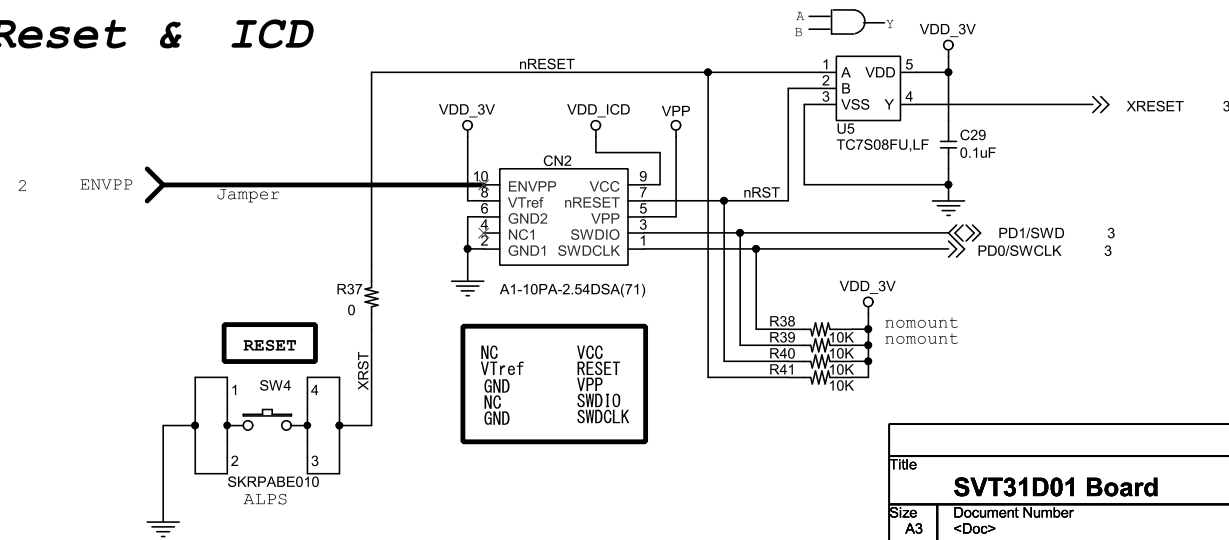 Reset & ICD
A
B
Y
VDD_3V
nRESET
1
2
3
A
B
VSS
VDD
Y
5
4
U5
TC7S08FU,LF
XRESET 3
C29
0.1uF
VDD_3V
VDD_ICD
VPP
CN2
2 ENVPP
Jamper
10
8
6
4
2
ENVPP VCC
VTref nRESET
GND2 VPP
NC1 SWDIO
GND1 SWDCLK
9
7
5
3
1
nRST
PD1/SWD 3
PD0/SWCLK 3
A1-10PA-2.54DSA(71)
R37
0
VDD_3V
R38 10K nomount
R39 10K nomount
R40 10K
R41 10K
RESET
XRST
NC VCC
VTref RESET
GND VPP
NC SWDIO
GND SWDCLK
1
2
SW4
4
3
SKRPABE010
ALPS
Title
SVT31D01 Board
Size
A3
Document Number
<Doc>